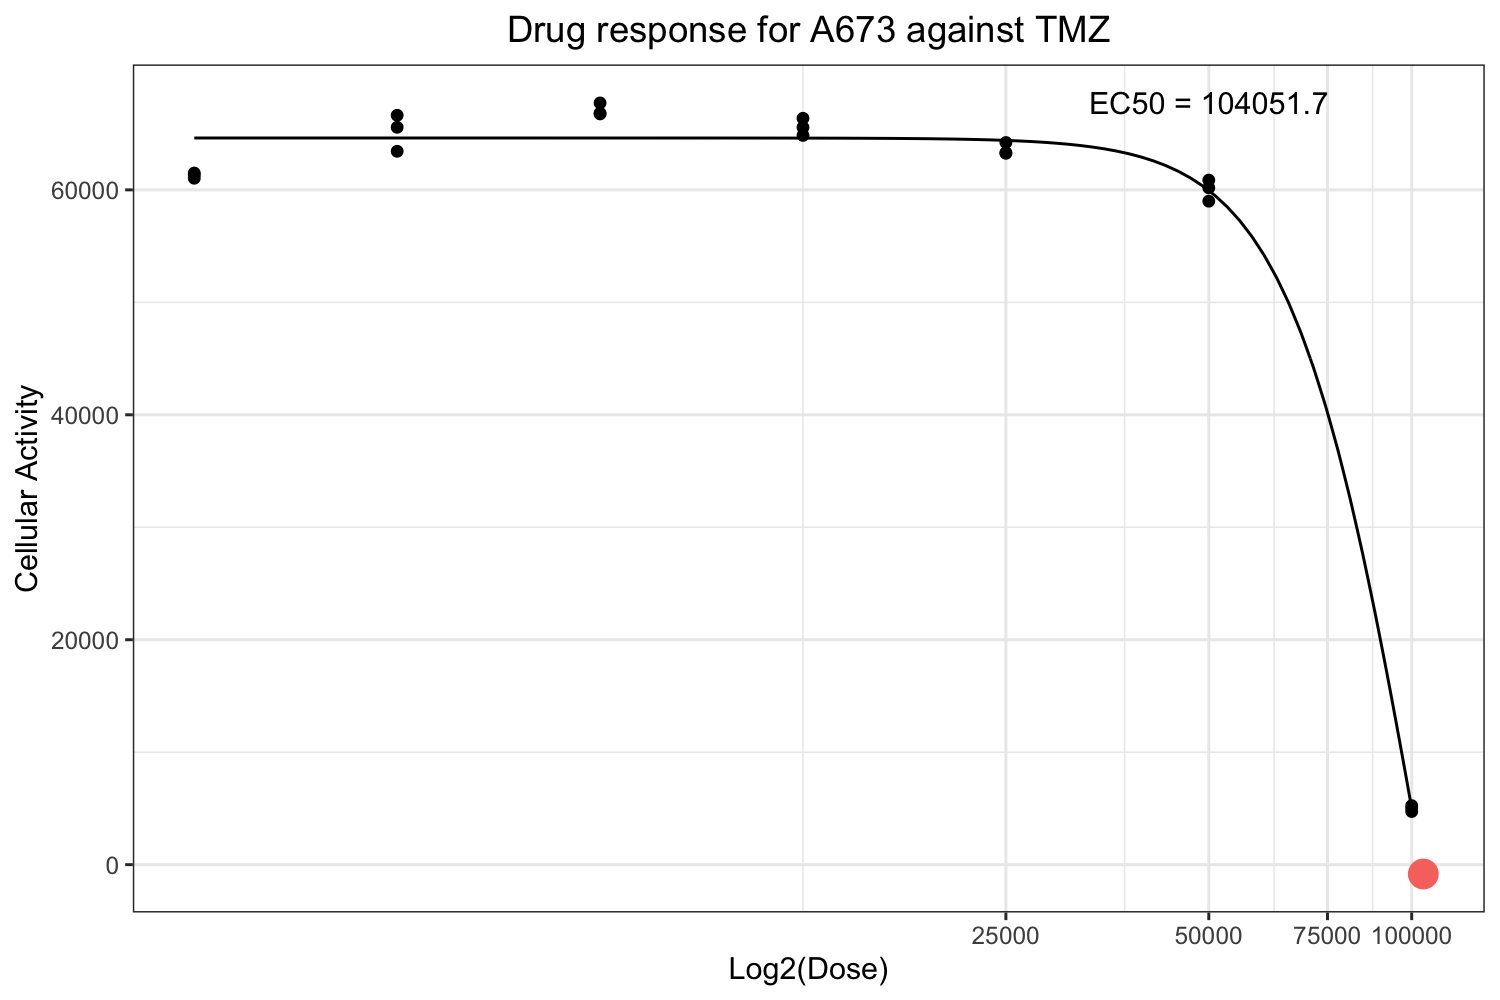 Drug response for A673 against TMZ
EC50 = 104051.7
60000
40000
20000
0
Cellular Activity
25000 50000 75000 100000
Log2(Dose)